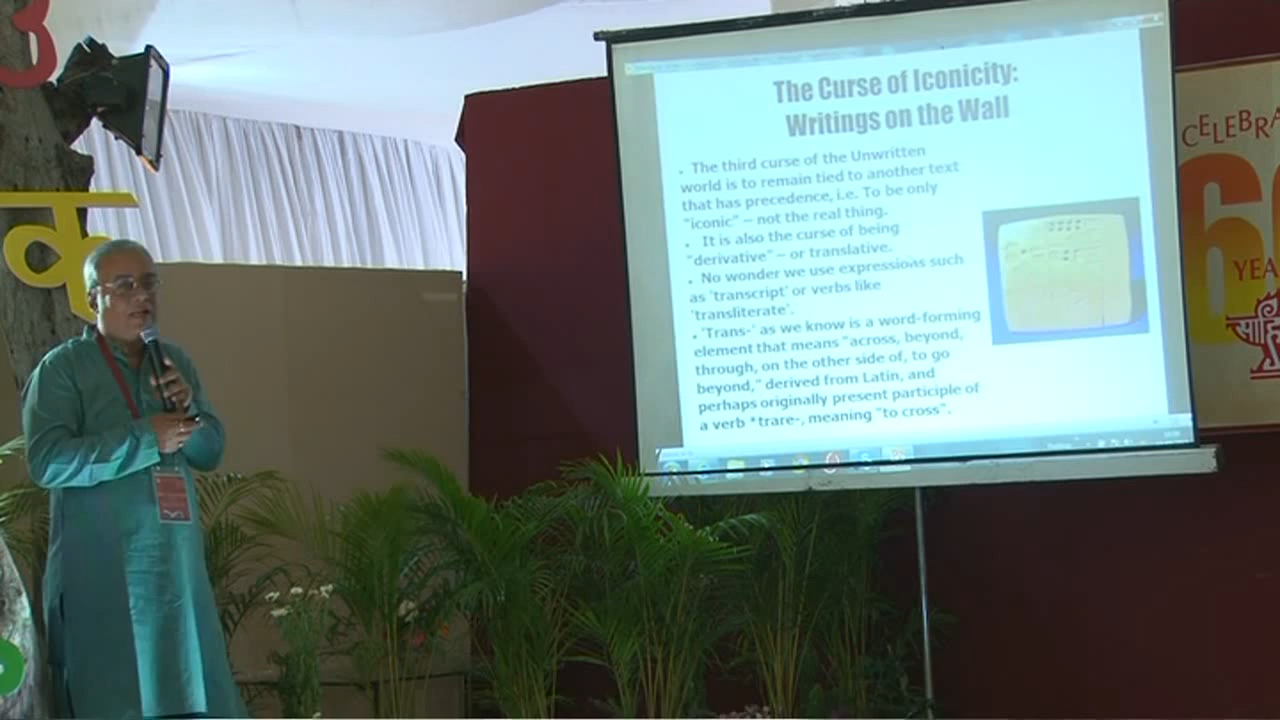 3
क
The Curse of Iconicity:
Writings on the Wall
• The third curse of the Unwritten
world is to remain tied to another text
that has precedence, i.e. To be only
"iconic" – not the real thing.
• It is also the curse of being
"derivative" – or translative.
• No wonder we use expressions such
as 'transcript' or verbs like
'transliterate'.
• 'Trans-' as we know is a word-forming
element that means "across, beyond,
through, on the other side of, to go
beyond," derived from Latin, and
perhaps originally present participle of
a verb *trare-, meaning "to cross".
CELEBRA
6
YEA
साहि